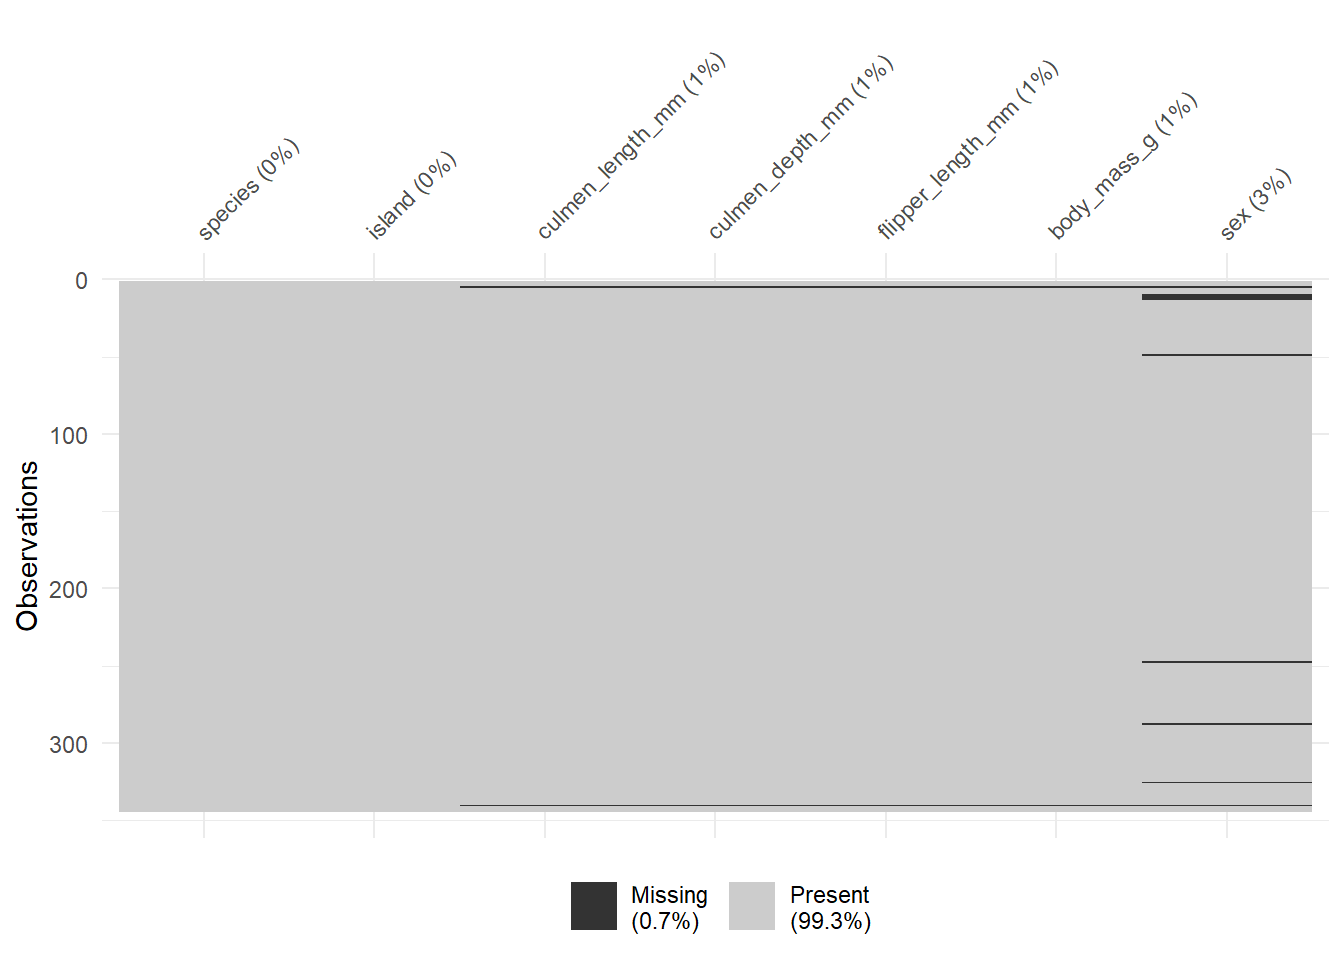 species (0%)
island (0%)
culmen_length_mm (1%)
culmen_depth_mm (1%)
flipper_length_mm (1%)
body_mass_g (1%)
sex (3%)
0
100
200
300
Observations
Missing
(0.7%)
Present
(99.3%)